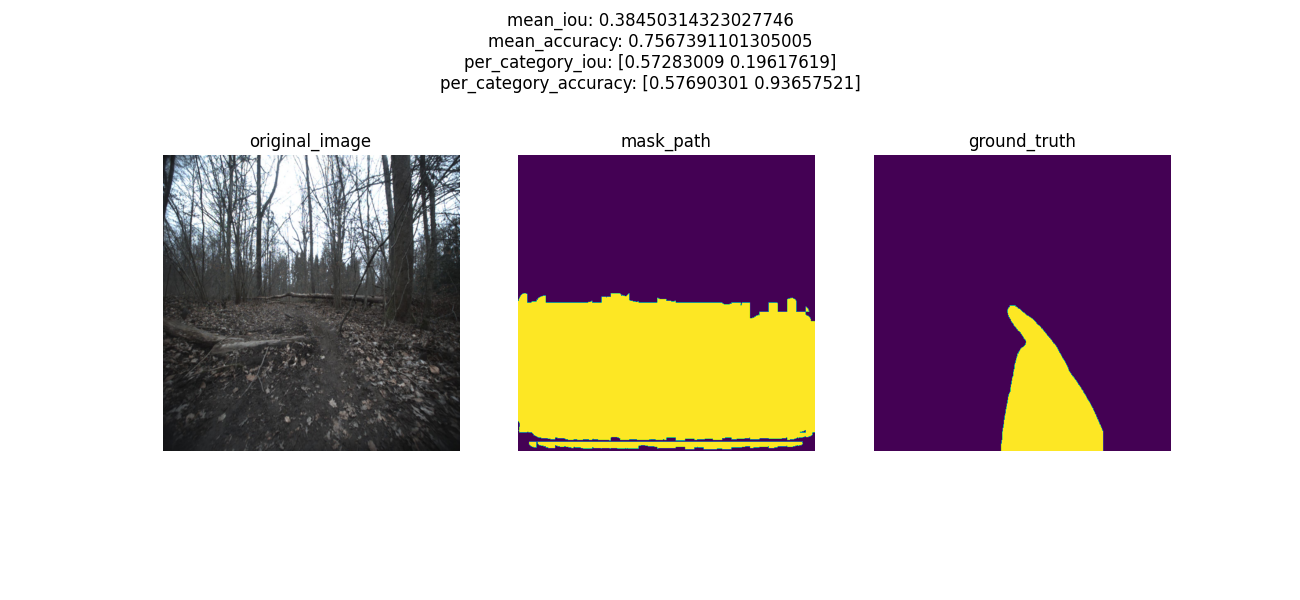 mean_iou: 0.38450314323027746
mean_accuracy: 0.7567391101305005
per_category_iou: [0.57283009 0.19617619]
per_category_accuracy: [0.57690301 0.93657521]
original_image
mask_path
ground_truth